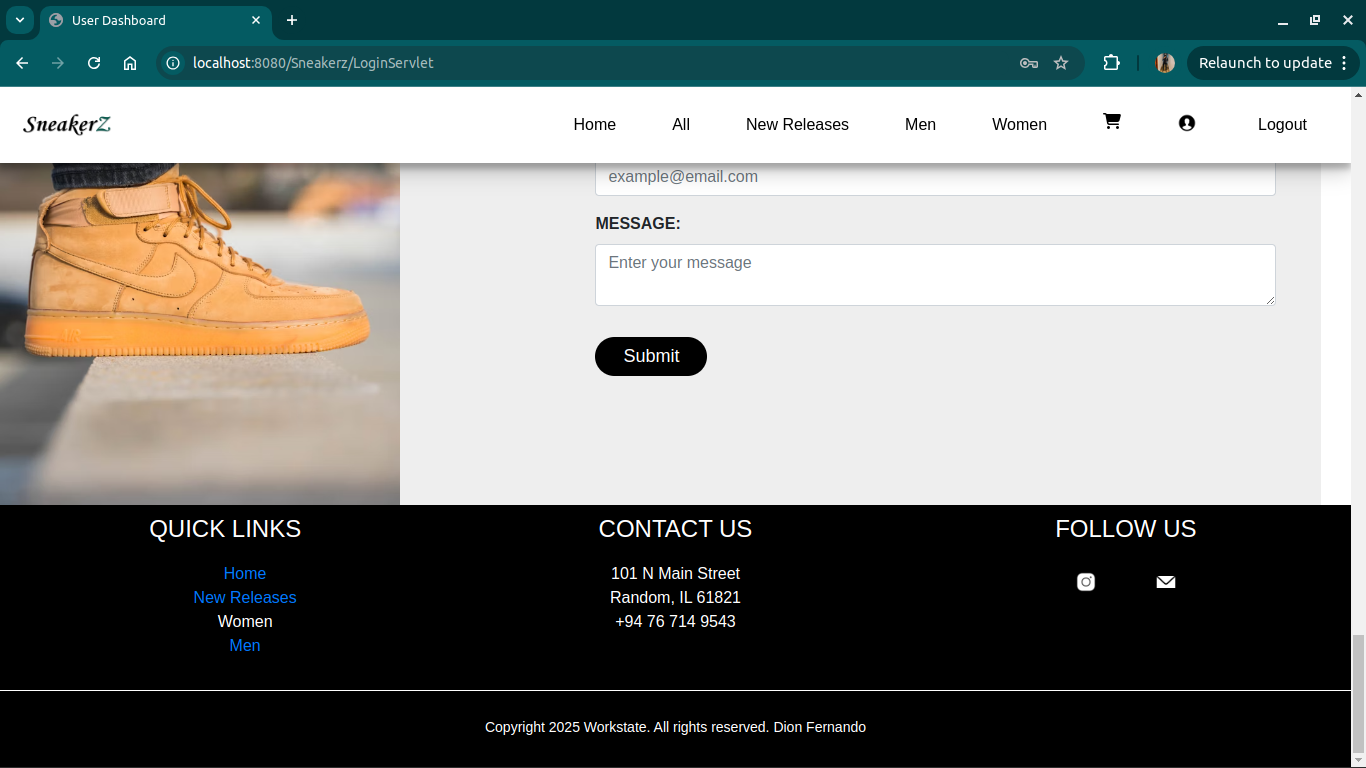 User Dashboard
localhost:8080/Sneakerz/LoginServlet
Relaunch to update
SneakerZ
Home
All
New Releases
Men
Women
Logout
example@email.com
MESSAGE:
Enter your message
Submit
QUICK LINKS
Home
New Releases
Women
Men
CONTACT US
101 N Main Street
Random, IL 61821
+94 76 714 9543
FOLLOW US
Copyright 2025 Workstate. All rights reserved. Dion Fernando